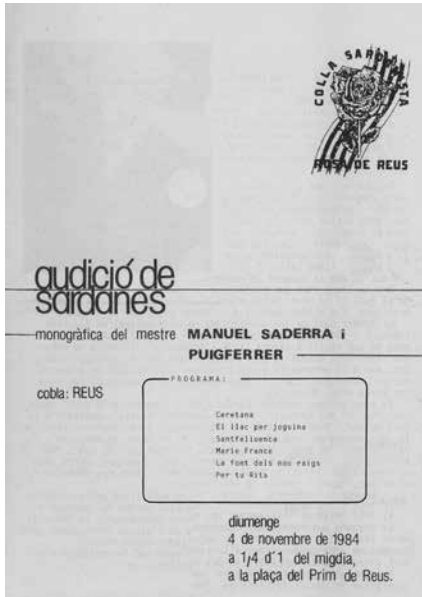 COLLA SARDANISTA
ROSA DE REUS
audició de
sardanes
monogràfica del mestre MANUEL SADERRA i
PUIGFERRER
cobla: REUS
PROGRAMA:
Ceretana
El llac per joguina
Santfeliuenca
Marie France
La font dels nou raigs
Per tu Rita
diumenge
4 de novembre de 1984
a 1/4 d'1 del migdia,
a la plaça del Prim de Reus.